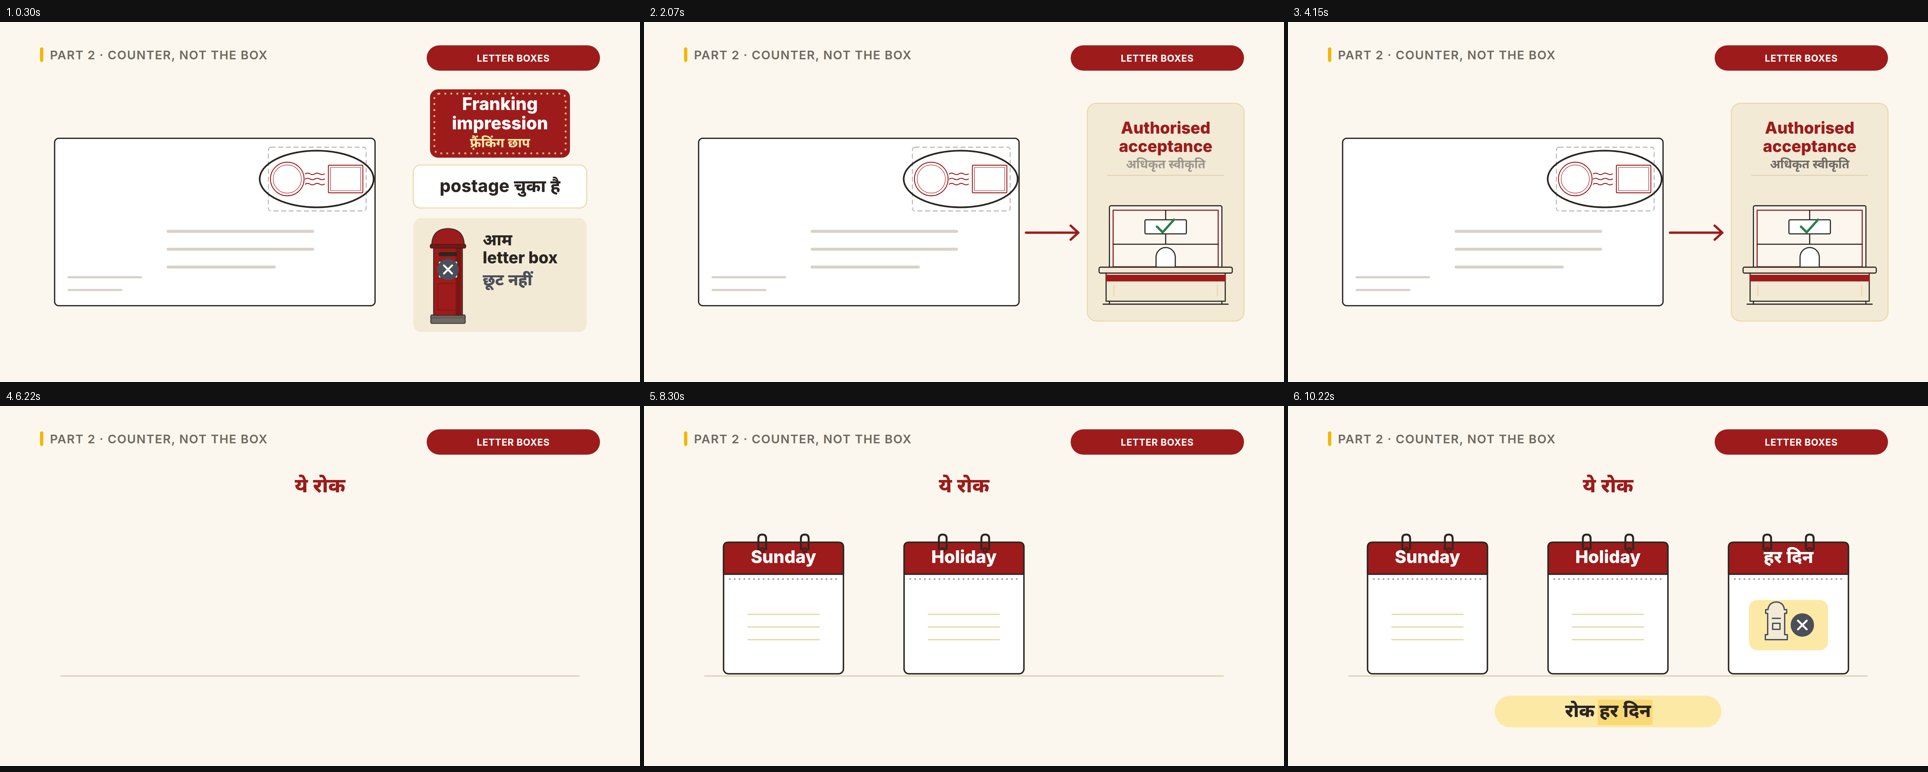 1. 0.30s
PART 2 · COUNTER, NOT THE BOX
LETTER BOXES
Franking
impression
फ्रैंकिंग छाप
postage चुका है
आम
letter box
छूट नहीं
2. 2.07s
PART 2 · COUNTER, NOT THE BOX
LETTER BOXES
Authorised
acceptance
अधिकृत स्वीकृति
3. 4.15s
PART 2 · COUNTER, NOT THE BOX
LETTER BOXES
Authorised
acceptance
अधिकृत स्वीकृति
4. 6.22s
PART 2 · COUNTER, NOT THE BOX
LETTER BOXES
ये रोक
5. 8.30s
PART 2 · COUNTER, NOT THE BOX
LETTER BOXES
ये रोक
Sunday
Holiday
6. 10.22s
PART 2 · COUNTER, NOT THE BOX
LETTER BOXES
ये रोक
Sunday
Holiday
हर दिन
रोक हर दिन